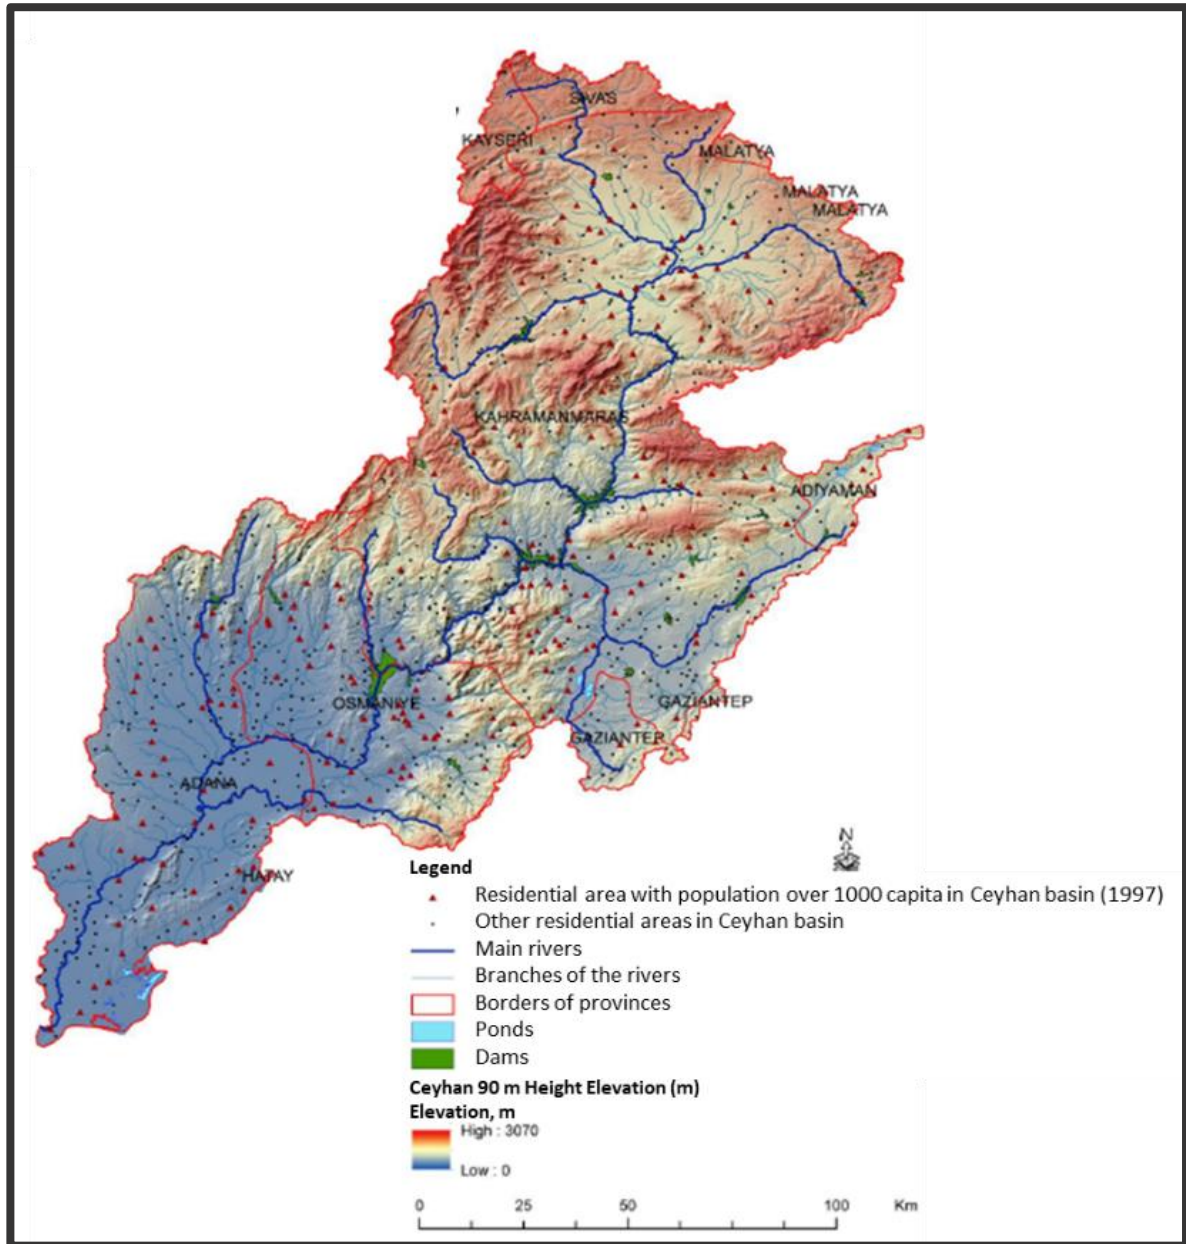 SIVAS
KAYSERI
MALATYA
MALATYA
MALATYA
KAHRAMANMARAS
ADIYAMAN
OSMANIYE
GAZIANTEP
GAZIANTEP
ADANA
HATAY
N
Legend
Residential area with population over 1000 capita in Ceyhan basin (1997)
Other residential areas in Ceyhan basin
Main rivers
Branches of the rivers
Borders of provinces
Ponds
Dams
Ceyhan 90 m Height Elevation (m)
Elevation, m
High : 3070
Low : 0
0 25 50 100 Km